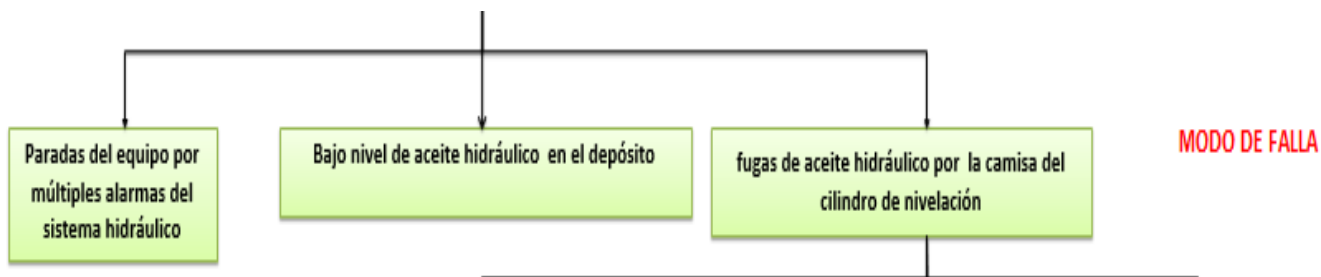 Paradas del equipo por
múltiples alarmas del
sistema hidráulico
Bajo nivel de aceite hidráulico en el depósito
fugas de aceite hidráulico por la camisa del
cilindro de nivelación
MODO DE FALLA